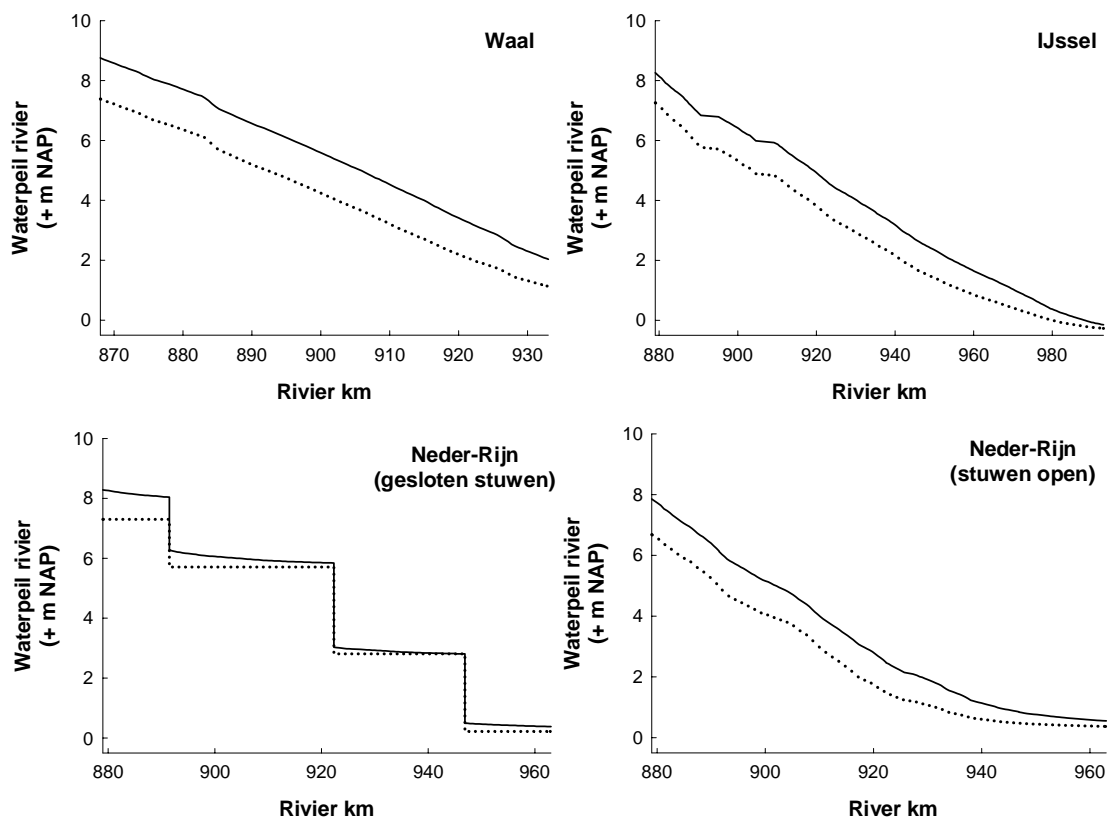 Waal
10
8
6
4
2
0
Waterpeil rivier
(+ m NAP)
870 880 890 900 910 920 930
Rivier km
IJssel
10
8
6
4
2
0
Waterpeil rivier
(+ m NAP)
879 900 920 940 960 980
Rivier km
Neder-Rijn
(gesloten stuwen)
10
8
6
4
2
0
Waterpeil rivier
(+ m NAP)
880 900 920 940 960
Rivier km
Neder-Rijn
(stuwen open)
10
8
6
4
2
0
Waterpeil rivier
(+ m NAP)
879 900 920 940 960
River km